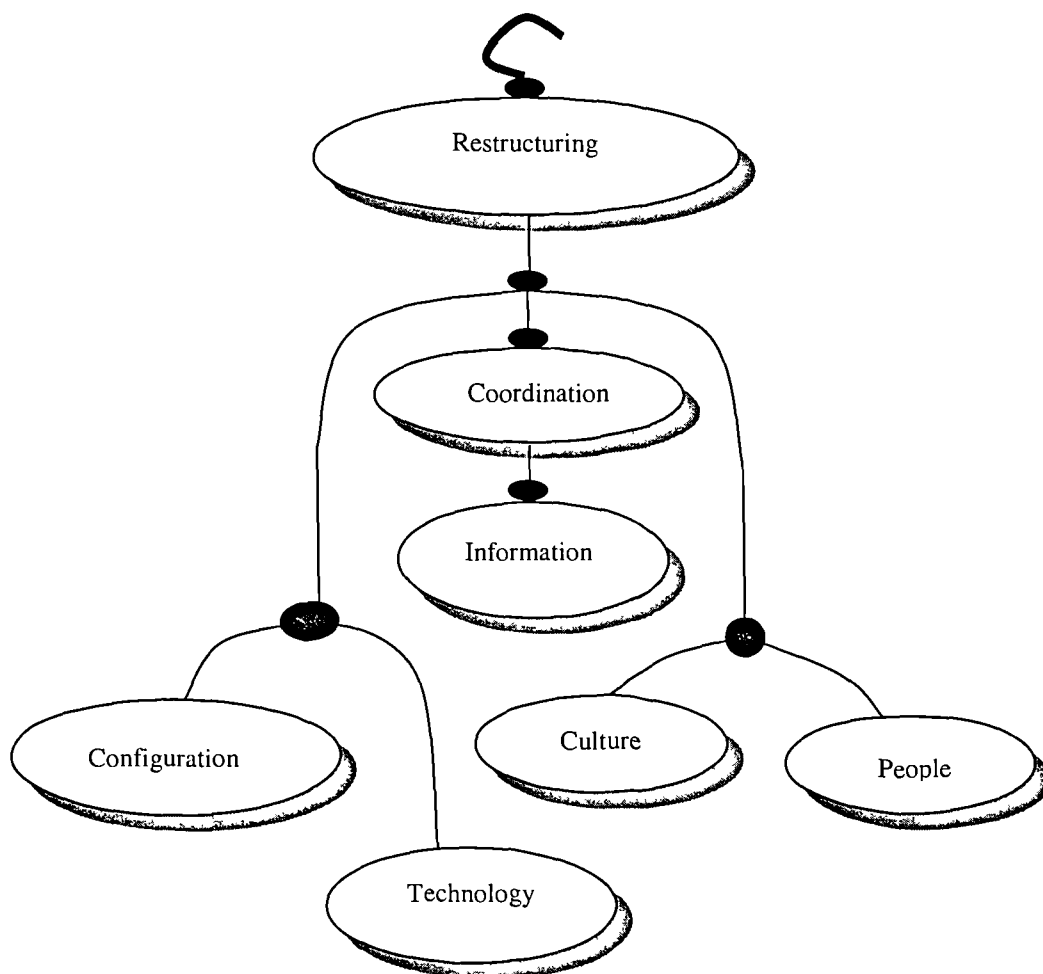 Restructuring
Coordination
Information
Configuration
Culture
People
Technology